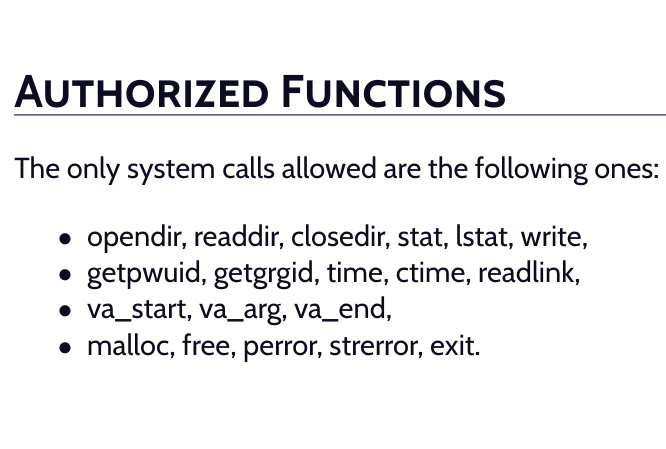 Authorized Functions
The only system calls allowed are the following ones:
• opendir, readdir, closedir, stat, lstat, write,
• getpwuid, getgrgid, time, ctime, readlink,
• va_start, va_arg, va_end,
• malloc, free, perror, strerror, exit.